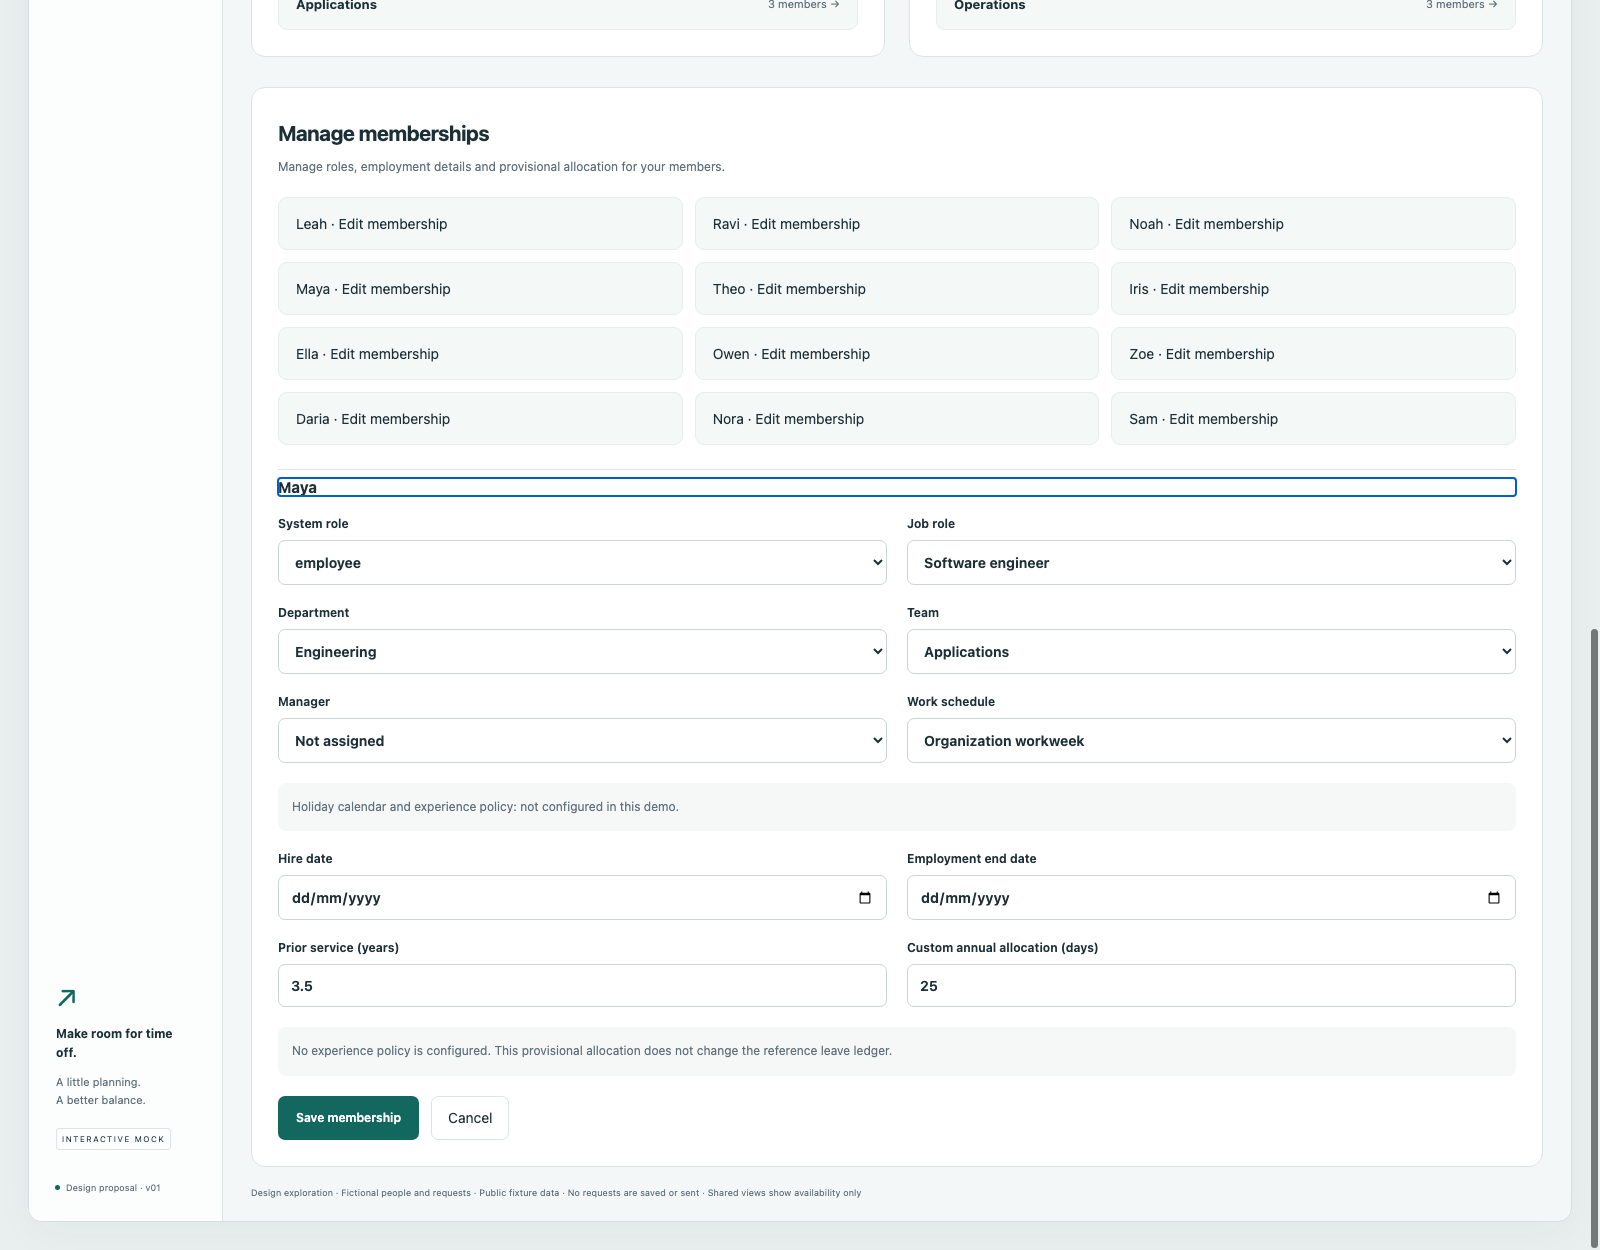 Applications
3 members →
Operations
3 members →
Manage memberships
Manage roles, employment details and provisional allocation for your members.
Leah · Edit membership
Ravi · Edit membership
Noah · Edit membership
Maya · Edit membership
Theo · Edit membership
Iris · Edit membership
Ella · Edit membership
Owen · Edit membership
Zoe · Edit membership
Daria · Edit membership
Nora · Edit membership
Sam · Edit membership
Maya
System role
Job role
employee
Software engineer
Department
Team
Engineering
Applications
Manager
Work schedule
Not assigned
Organization workweek
Holiday calendar and experience policy: not configured in this demo.
Hire date
Employment end date
dd/mm/yyyy
dd/mm/yyyy
Prior service (years)
Custom annual allocation (days)
3.5
25
No experience policy is configured. This provisional allocation does not change the reference leave ledger.
Save membership
Cancel
Make room for time
off.
A little planning.
A better balance.
INTERACTIVE MOCK
Design proposal · v01
Design exploration · Fictional people and requests · Public fixture data · No requests are saved or sent · Shared views show availability only